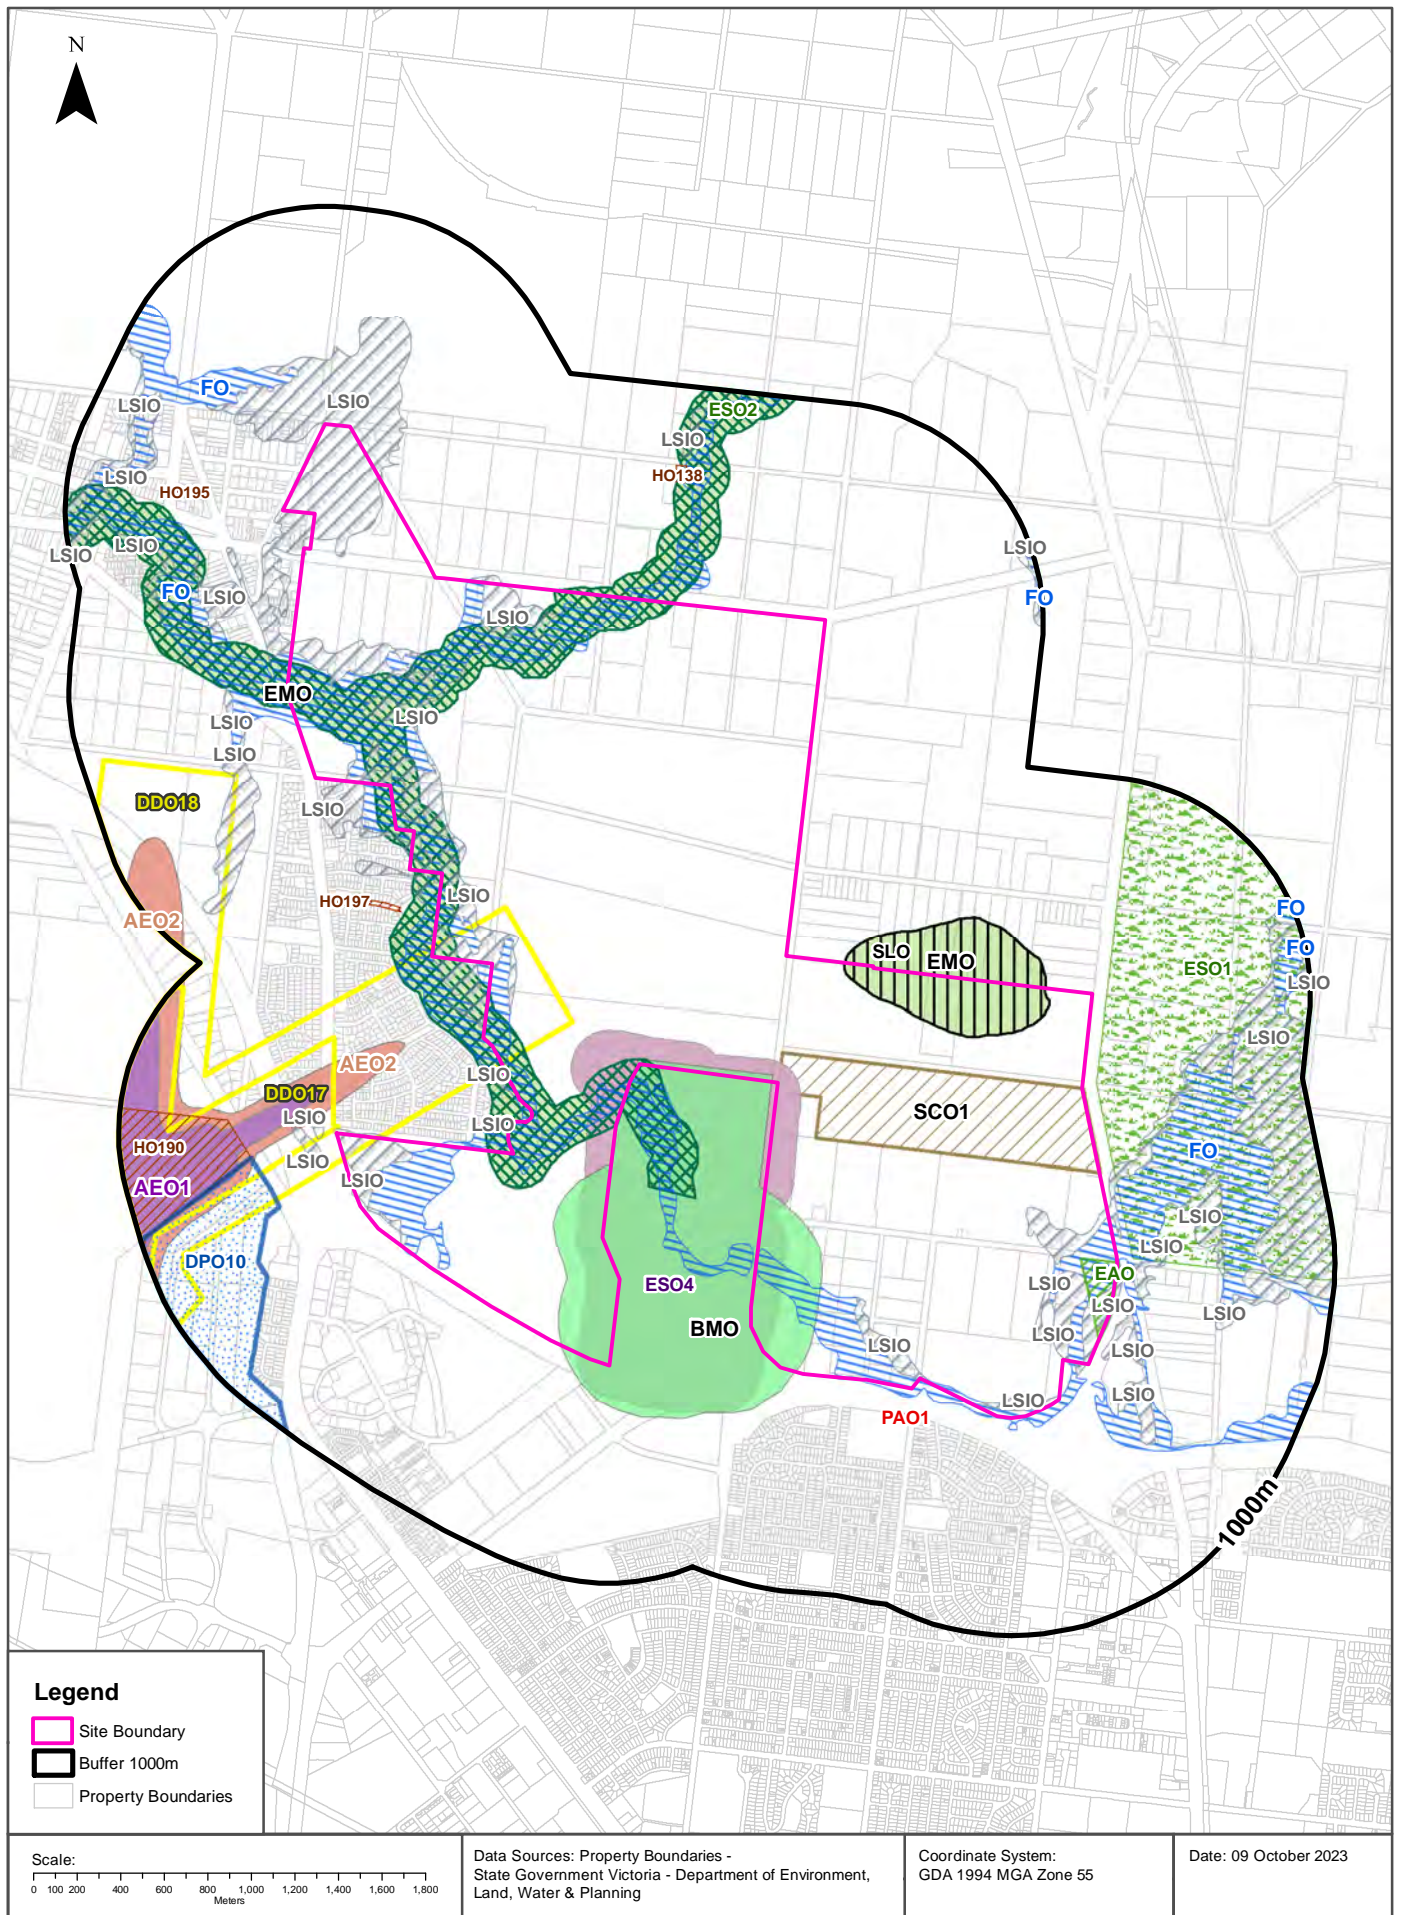 N
FO
LSIO
LSIO
ESO2
LSIO
HO138
LSIO
HO195
LSIO
LSIO
LSIO
FO
LSIO
FO
LSIO
LSIO
EMO
LSIO
LSIO
LSIO
DDO18
LSIO
LSIO
HO197
AEO2
SLO
EMO
FO
FO
ESO1
LSIO
LSIO
AEO2
LSIO
DDO17
SCO1
LSIO
LSIO
HO190
LSIO
FO
AEO1
LSIO
LSIO
LSIO
DPO10
EAO
ESO4
LSIO
LSIO
LSIO
BMO
LSIO
LSIO
LSIO
LSIO
LSIO
PAO1
1000m
Legend
Site Boundary
Buffer 1000m
Property Boundaries
Scale:
0 100 200 400 600 800 1,000 1,200 1,400 1,600 1,800
Meters
Data Sources: Property Boundaries -
State Government Victoria - Department of Environment,
Land, Water & Planning
Coordinate System:
GDA 1994 MGA Zone 55
Date: 09 October 2023